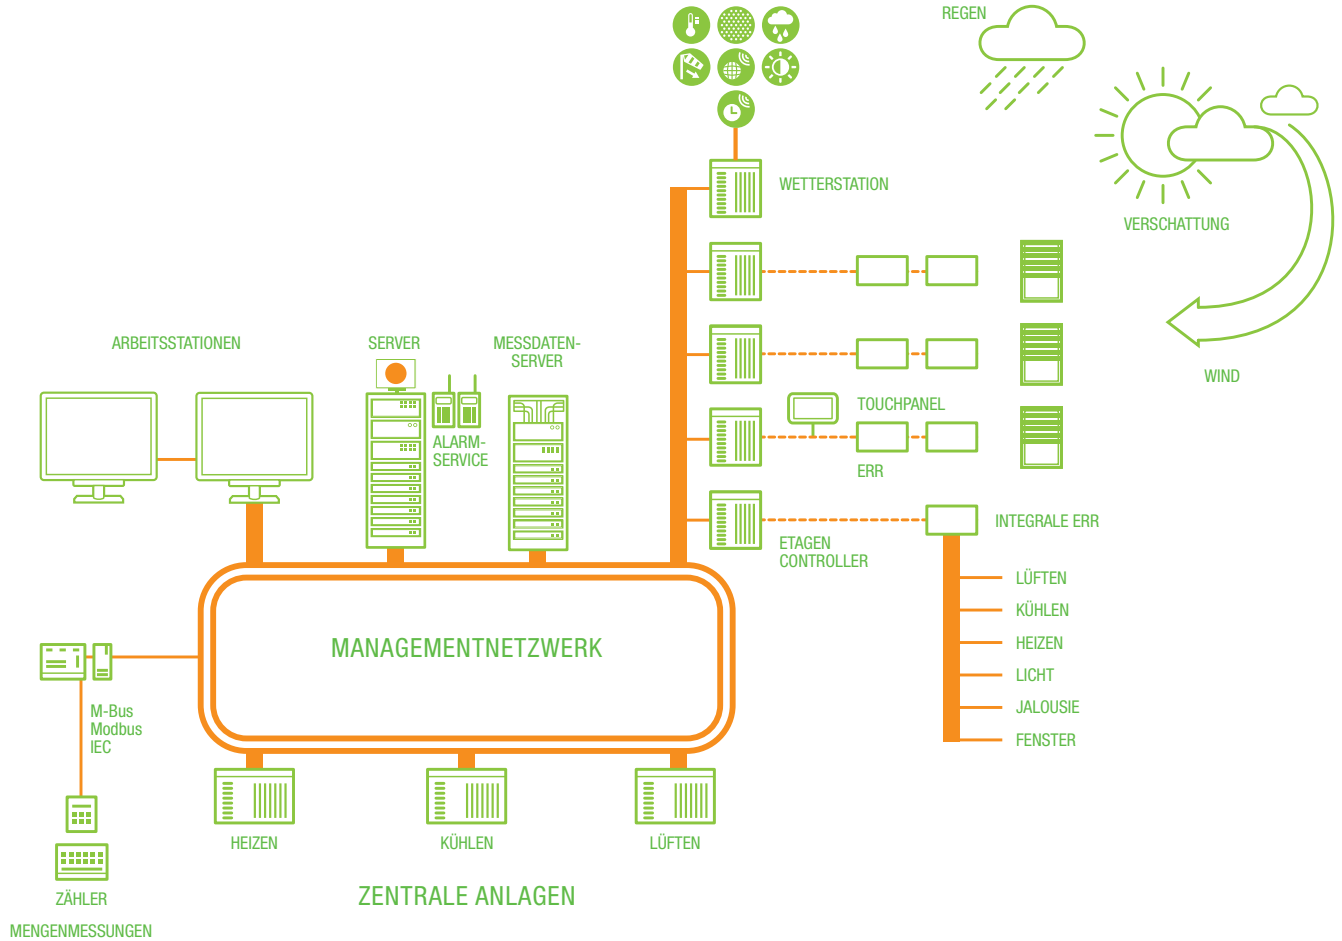 REGEN
WETTERSTATION
VERSCHATTUNG
WIND
ARBEITSSTATIONEN
SERVER
MESSDATEN-
SERVER
ALARM-
SERVICE
TOUCHPANEL
ERR
ETAGEN
CONTROLLER
INTEGRALE ERR
LÜFTEN
KÜHLEN
HEIZEN
LICHT
JALOUSIE
FENSTER
MANAGEMENTNETZWERK
M-Bus
Modbus
IEC
HEIZEN
KÜHLEN
LÜFTEN
ZENTRALE ANLAGEN
ZÄHLER
MENGENMESSUNGEN